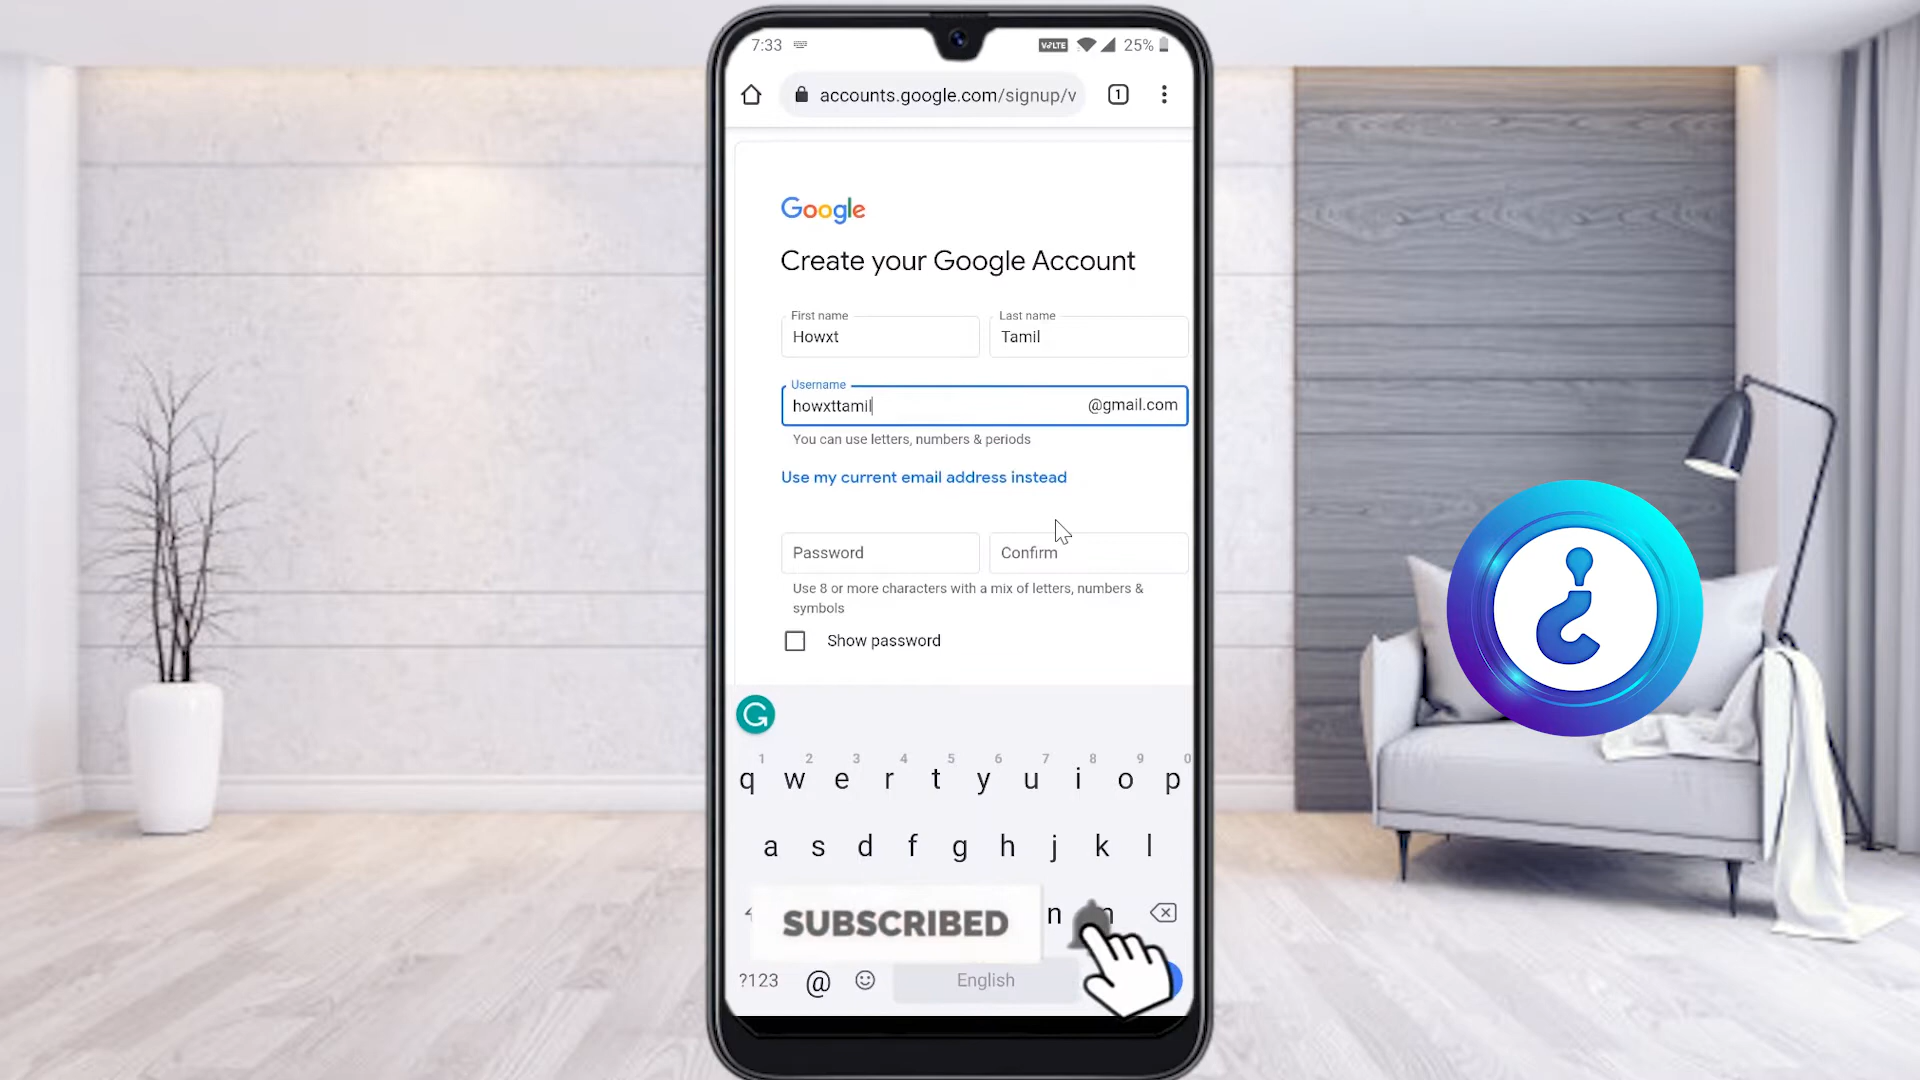 7:33 VoLTE 25%
accounts.google.com/signup/v 1
Google
Create your Google Account
First name Last name
Howxt Tamil
Username
howxttamil @gmail.com
You can use letters, numbers & periods
Use my current email address instead
Password Confirm
Use 8 or more characters with a mix of letters, numbers &
symbols
Show password
G
1 2 3 4 5 6 7 8 9 0
q w e r t y u i o p
a s d f g h j k l
SUBSCRIBED n
?123 @ English